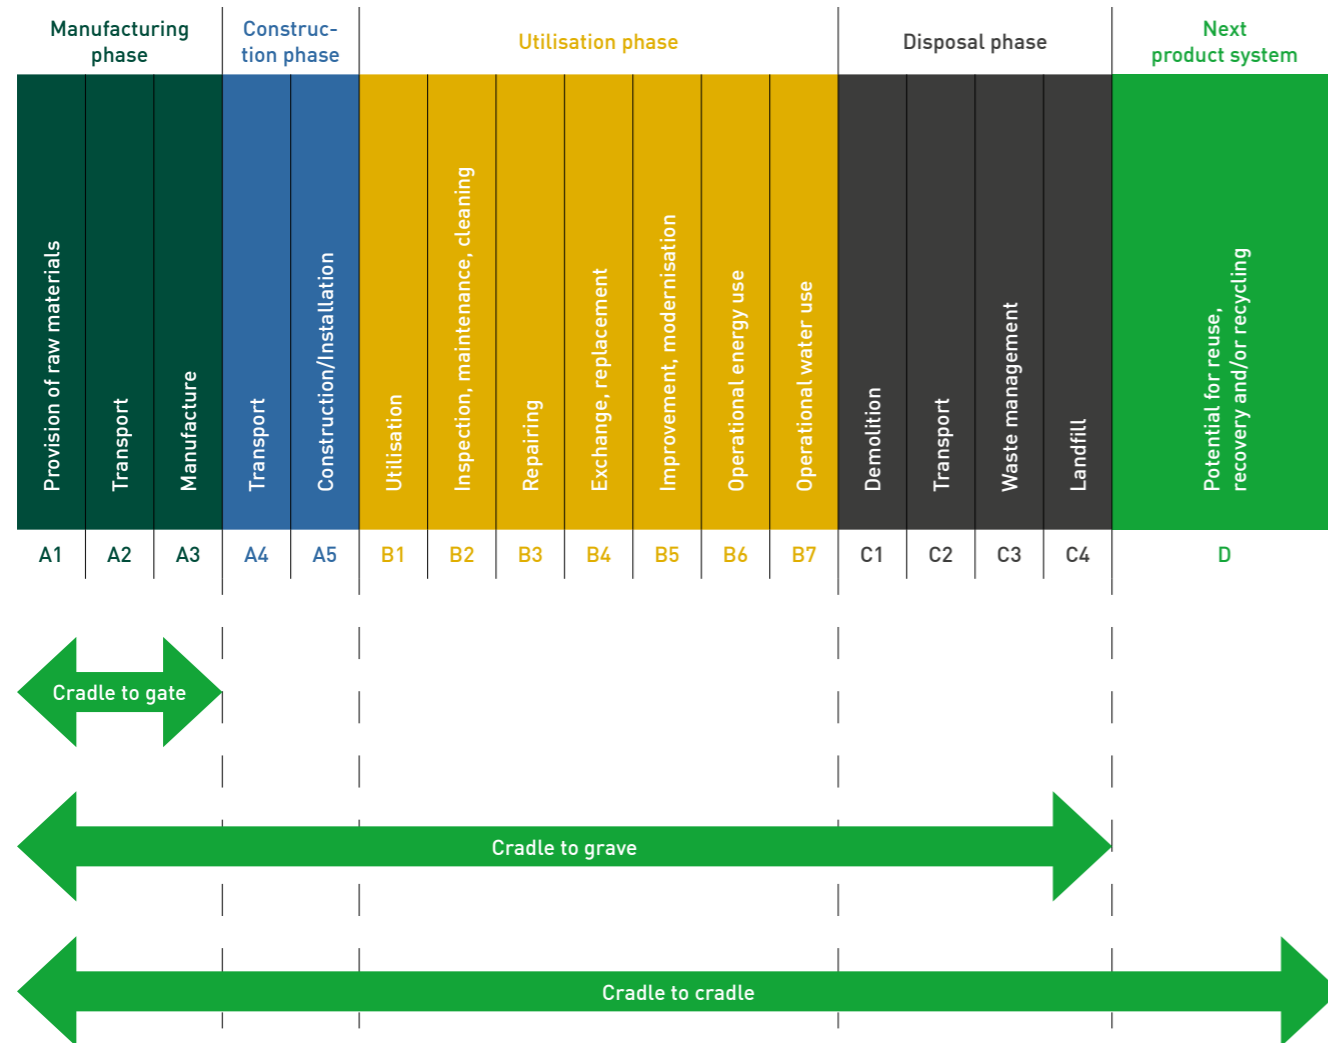 Manufacturing
phase
Construc-
tion phase
Utilisation phase
Disposal phase
Next
product system
Provision of raw materials
Transport
Manufacture
Transport
Construction/Installation
Utilisation
Inspection, maintenance, cleaning
Repairing
Exchange, replacement
Improvement, modernisation
Operational energy use
Operational water use
Demolition
Transport
Waste management
Landfill
Potential for reuse,
recovery and/or recycling
A1
A2
A3
A4
A5
B1
B2
B3
B4
B5
B6
B7
C1
C2
C3
C4
D
Cradle to gate
Cradle to grave
Cradle to cradle